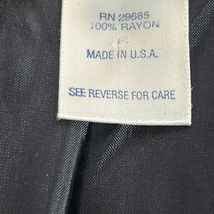 RN 29685
100% RAYON
MADE IN U.S.A.
SEE REVERSE FOR CARE